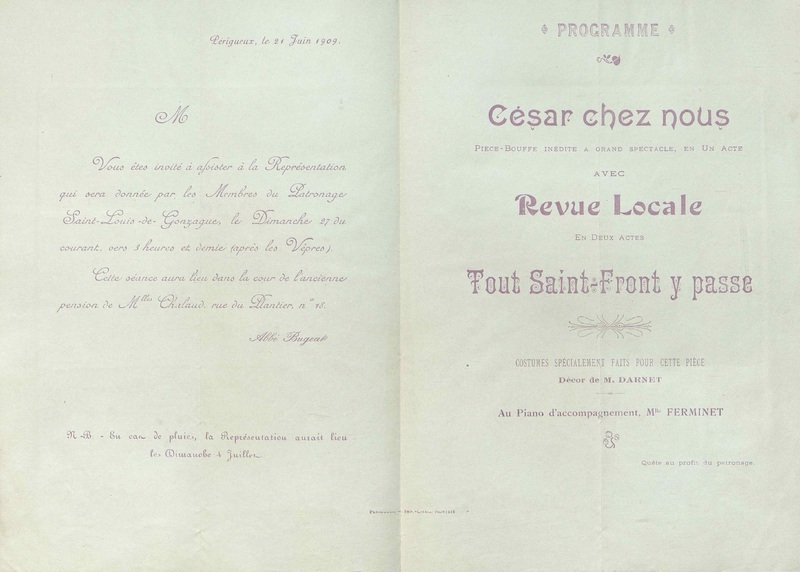 Périgueux, le 21 Juin 1909.
M
Vous êtes invité à assister à la Représentation
qui sera donnée par les Membres du Patronage
Saint-Louis-de-Gonzague, le Dimanche 27 du
courant, vers 3 heures et demie (après les Vêpres).
Cette séance aura lieu dans la cour de l'ancienne
pension de Mlles Chalaud, rue du Plantier, n° 18.
Abbé Bugeat
N.-B. - En cas de pluie, la Représentation aurait lieu
le Dimanche 4 Juillet.
PROGRAMME
César chez nous
PIÈCE-BOUFFE INÉDITE A GRAND SPECTACLE, EN UN ACTE
AVEC
Revue Locale
EN DEUX ACTES
Tout Saint-Front y passe
COSTUMES SPÉCIALEMENT FAITS POUR CETTE PIÈCE
Décor de M. DARNET
Au Piano d'accompagnement, Mlle FERMINET
Quête au profit du patronage.